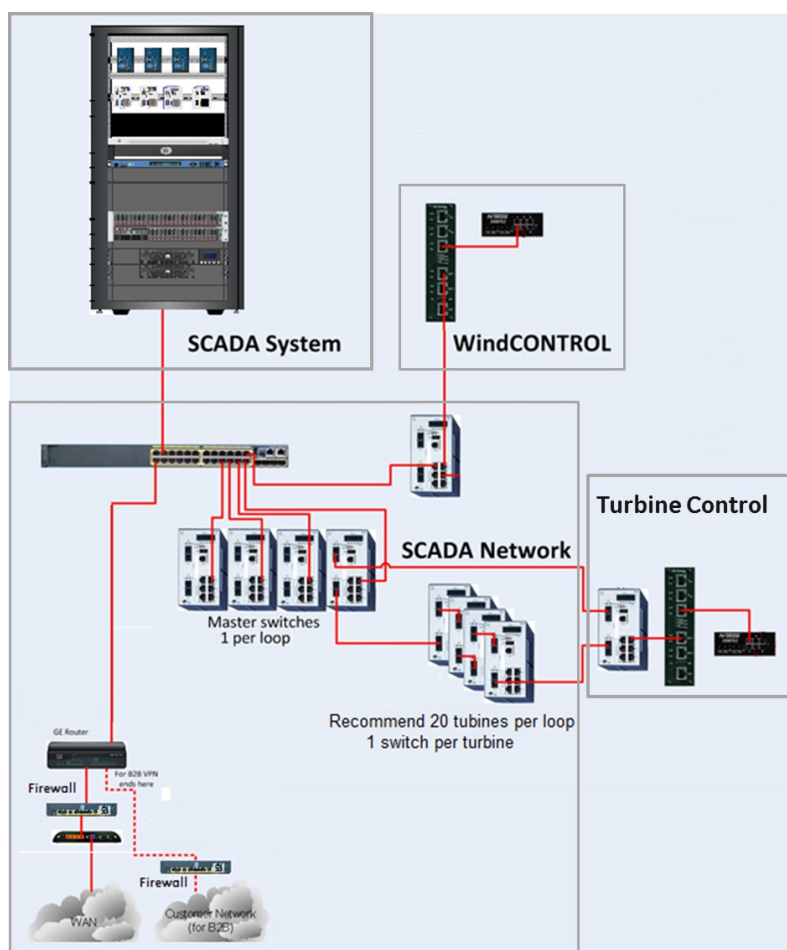 SCADA System
WindCONTROL
Turbine Control
SCADA Network
Master switches
1 per loop
Recommend 20 tubines per loop
1 switch per turbine
GE Router
For B2B VPN
ends here
Firewall
Firewall
WAN
Customer Network
(for B2B)